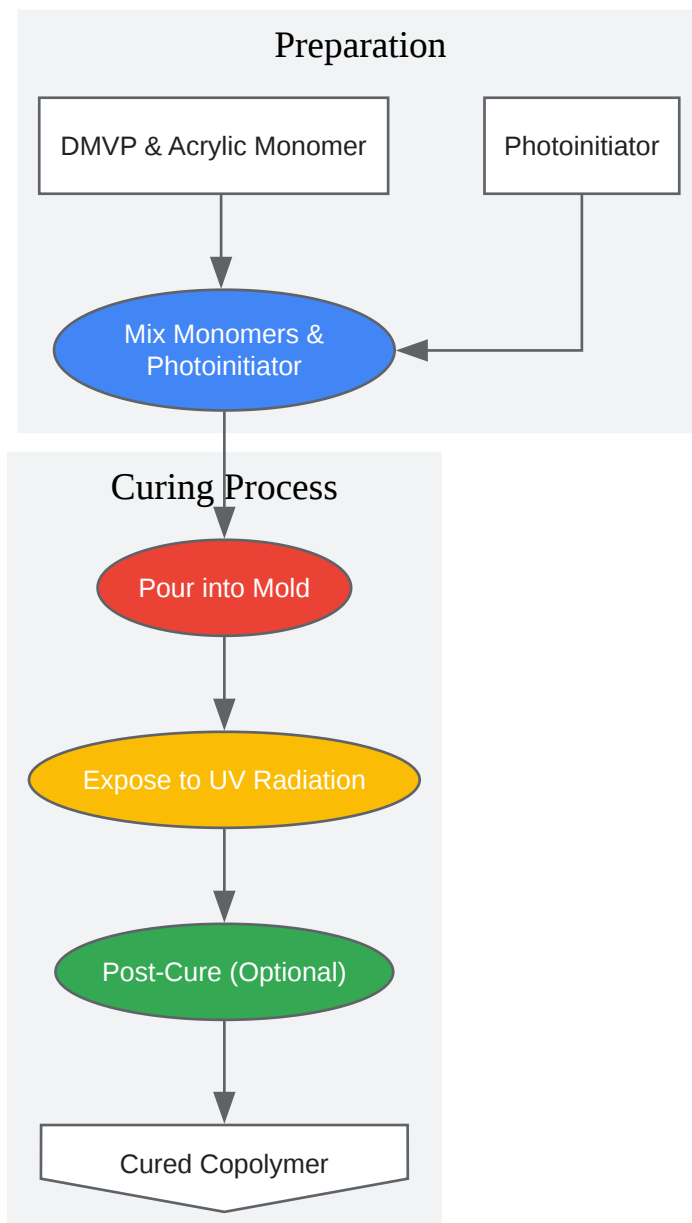 Preparation
DMVP & Acrylic Monomer
Photoinitiator
Mix Monomers &
Photoinitiator
Curing Process
Pour into Mold
Expose to UV Radiation
Post-Cure (Optional)
Cured Copolymer